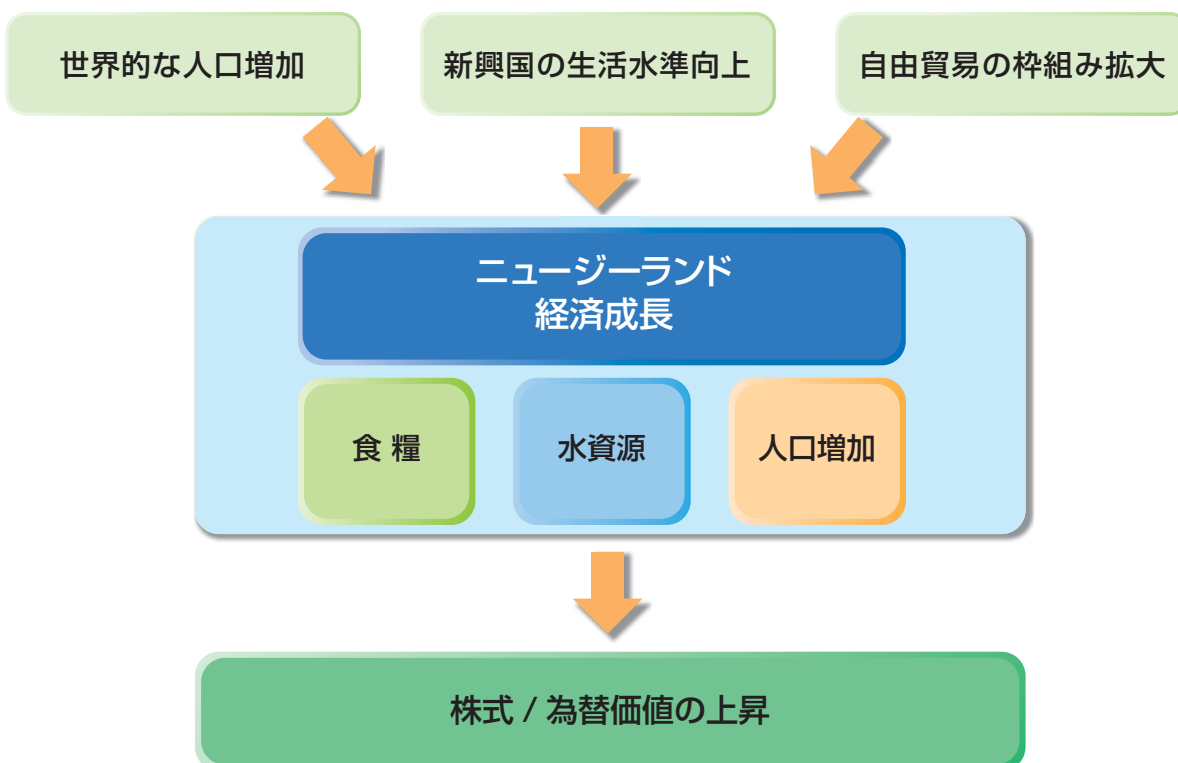 世界的な人口増加
新興国の生活水準向上
自由貿易の枠組み拡大
ニュージーランド
経済成長
食 糧
水資源
人口増加
株式 / 為替価値の上昇